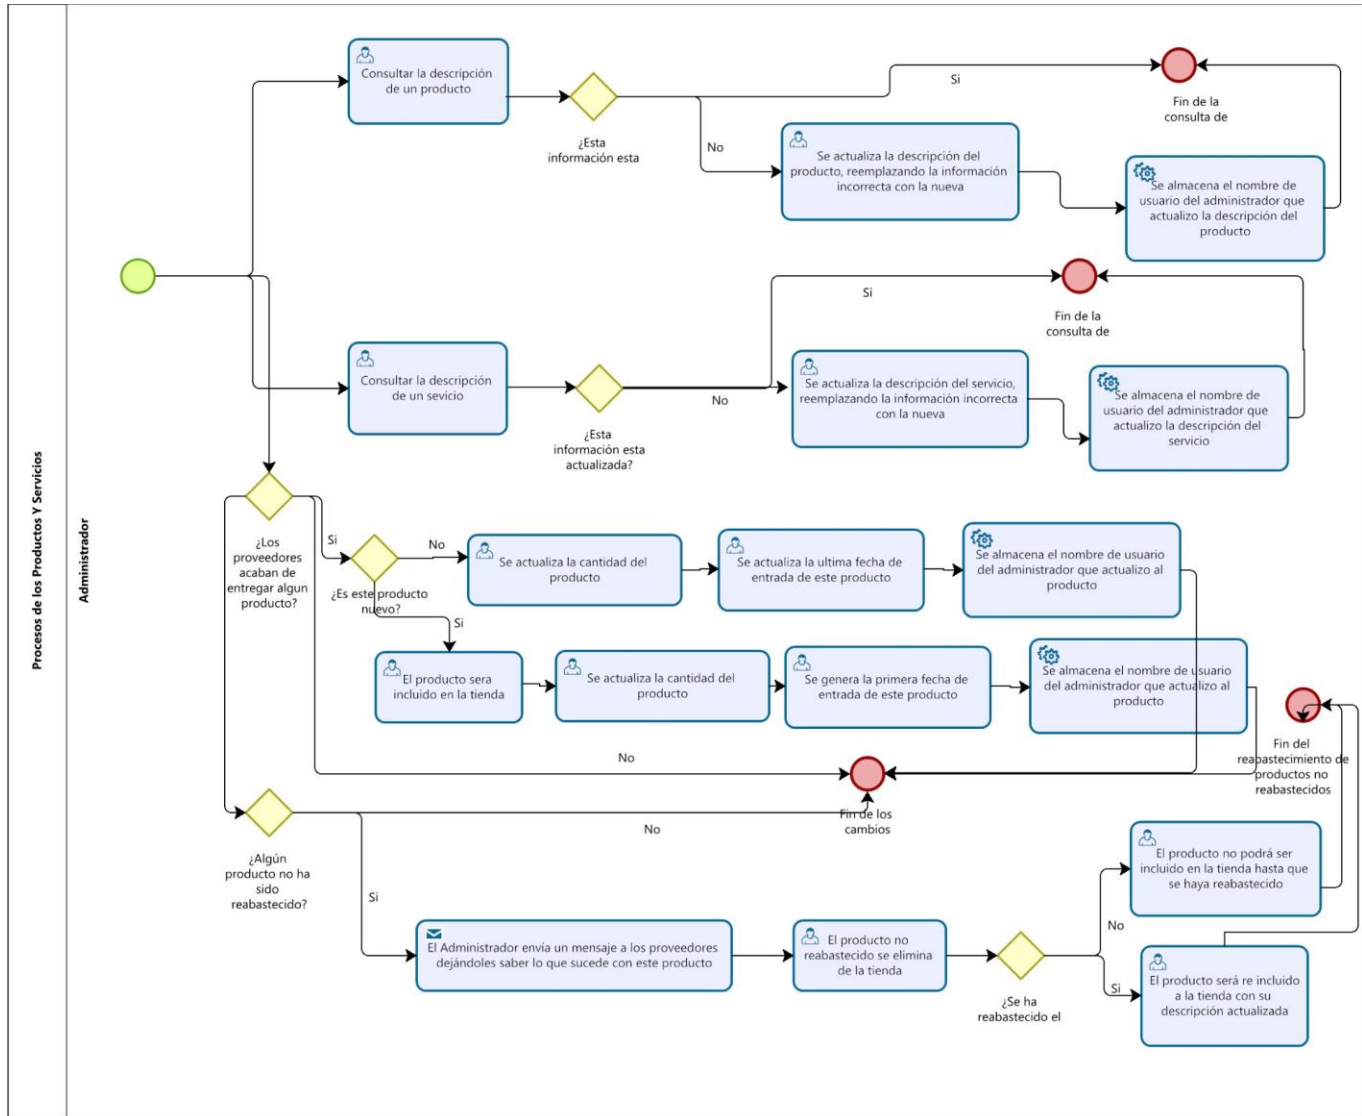 Procesos de los Productos Y Servicios
Administrador
Consultar la descripción
de un producto
¿Esta
información esta
Si
No
Fin de la
consulta de
Se actualiza la descripción del
producto, reemplazando la información
incorrecta con la nueva
Se almacena el nombre de
usuario del administrador que
actualizo la descripción del
producto
Consultar la descripción
de un sevicio
¿Esta
información esta
actualizada?
Si
No
Fin de la
consulta de
Se actualiza la descripción del servicio,
reemplazando la información incorrecta
con la nueva
Se almacena el nombre de
usuario del administrador que
actualizo la descripción del
servicio
¿Los
proveedores
acaban de
entregar algun
producto?
Si
¿Es este producto
nuevo?
No
Se actualiza la cantidad del
producto
Se actualiza la ultima fecha de
entrada de este producto
Se almacena el nombre de usuario
del administrador que actualizo al
producto
Si
El producto sera
incluido en la tienda
Se actualiza la cantidad del
producto
Se genera la primera fecha de
entrada de este producto
Se almacena el nombre de usuario
del administrador que actualizo al
producto
No
Fin de los
cambios
Fin del
reabastecimiento de
productos no
reabastecidos
¿Algún
producto no ha
sido
reabastecido?
No
Si
El Administrador envía un mensaje a los proveedores
dejándoles saber lo que sucede con este producto
El producto no
reabastecido se elimina
de la tienda
¿Se ha
reabastecido el
No
El producto no podrá ser
incluido en la tienda hasta que
se haya reabastecido
Si
El producto será re incluido
a la tienda con su
descripción actualizada